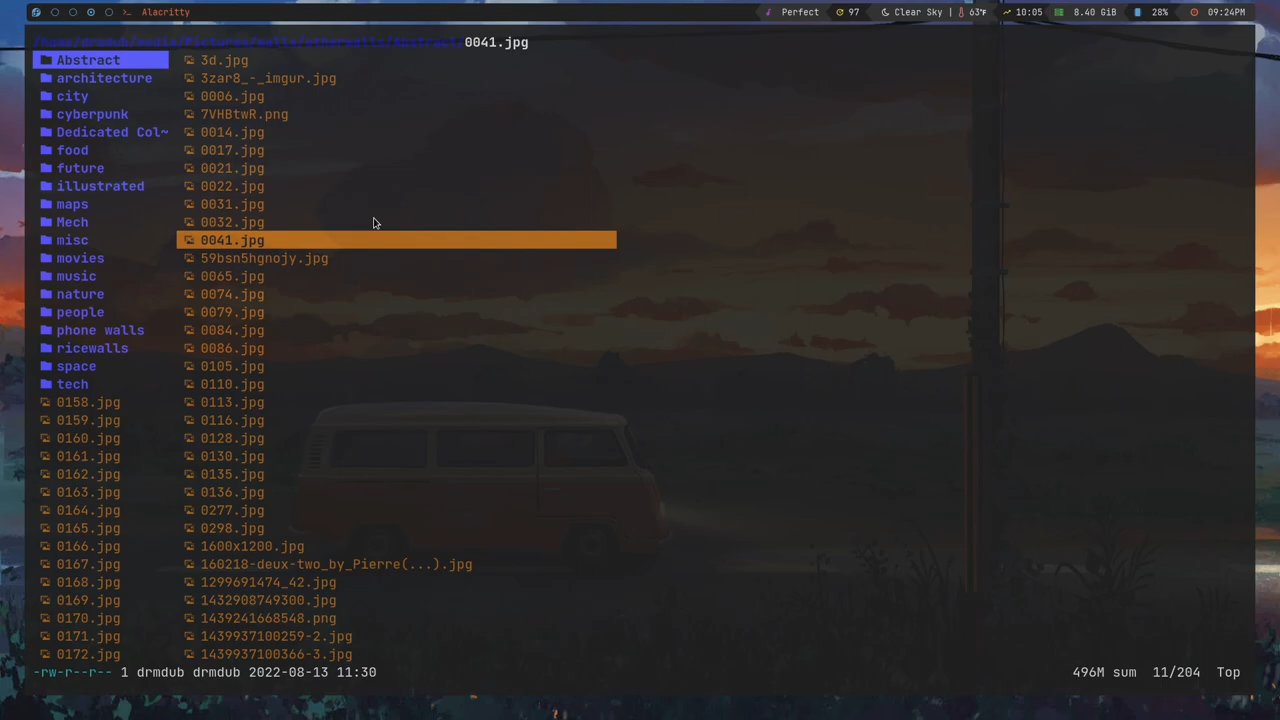 Alacritty Perfect 97 Clear Sky | 63°F 10:05 8.40 GiB 28% 09:24PM
/home/drmdub/media/Pictures/walls/otherwalls/Abstract/0041.jpg
Abstract 3d.jpg
architecture 3zar8_-_imgur.jpg
city 0006.jpg
cyberpunk 7VHBtwR.png
Dedicated Col~ 0014.jpg
food 0017.jpg
future 0021.jpg
illustrated 0022.jpg
maps 0031.jpg
Mech 0032.jpg
misc 0041.jpg
movies 59bsn5hgnojy.jpg
music 0065.jpg
nature 0074.jpg
people 0079.jpg
phone walls 0084.jpg
ricewalls 0086.jpg
space 0105.jpg
tech 0110.jpg
0158.jpg 0113.jpg
0159.jpg 0116.jpg
0160.jpg 0128.jpg
0161.jpg 0130.jpg
0162.jpg 0135.jpg
0163.jpg 0136.jpg
0164.jpg 0277.jpg
0165.jpg 0298.jpg
0166.jpg 1600x1200.jpg
0167.jpg 160218-deux-two_by_Pierre(...).jpg
0168.jpg 1299691474_42.jpg
0169.jpg 1432908749300.jpg
0170.jpg 1439241668548.png
0171.jpg 1439937100259-2.jpg
0172.jpg 1439937100366-3.jpg
-rw-r--r-- 1 drmdub drmdub 2022-08-13 11:30 496M sum 11/204 Top